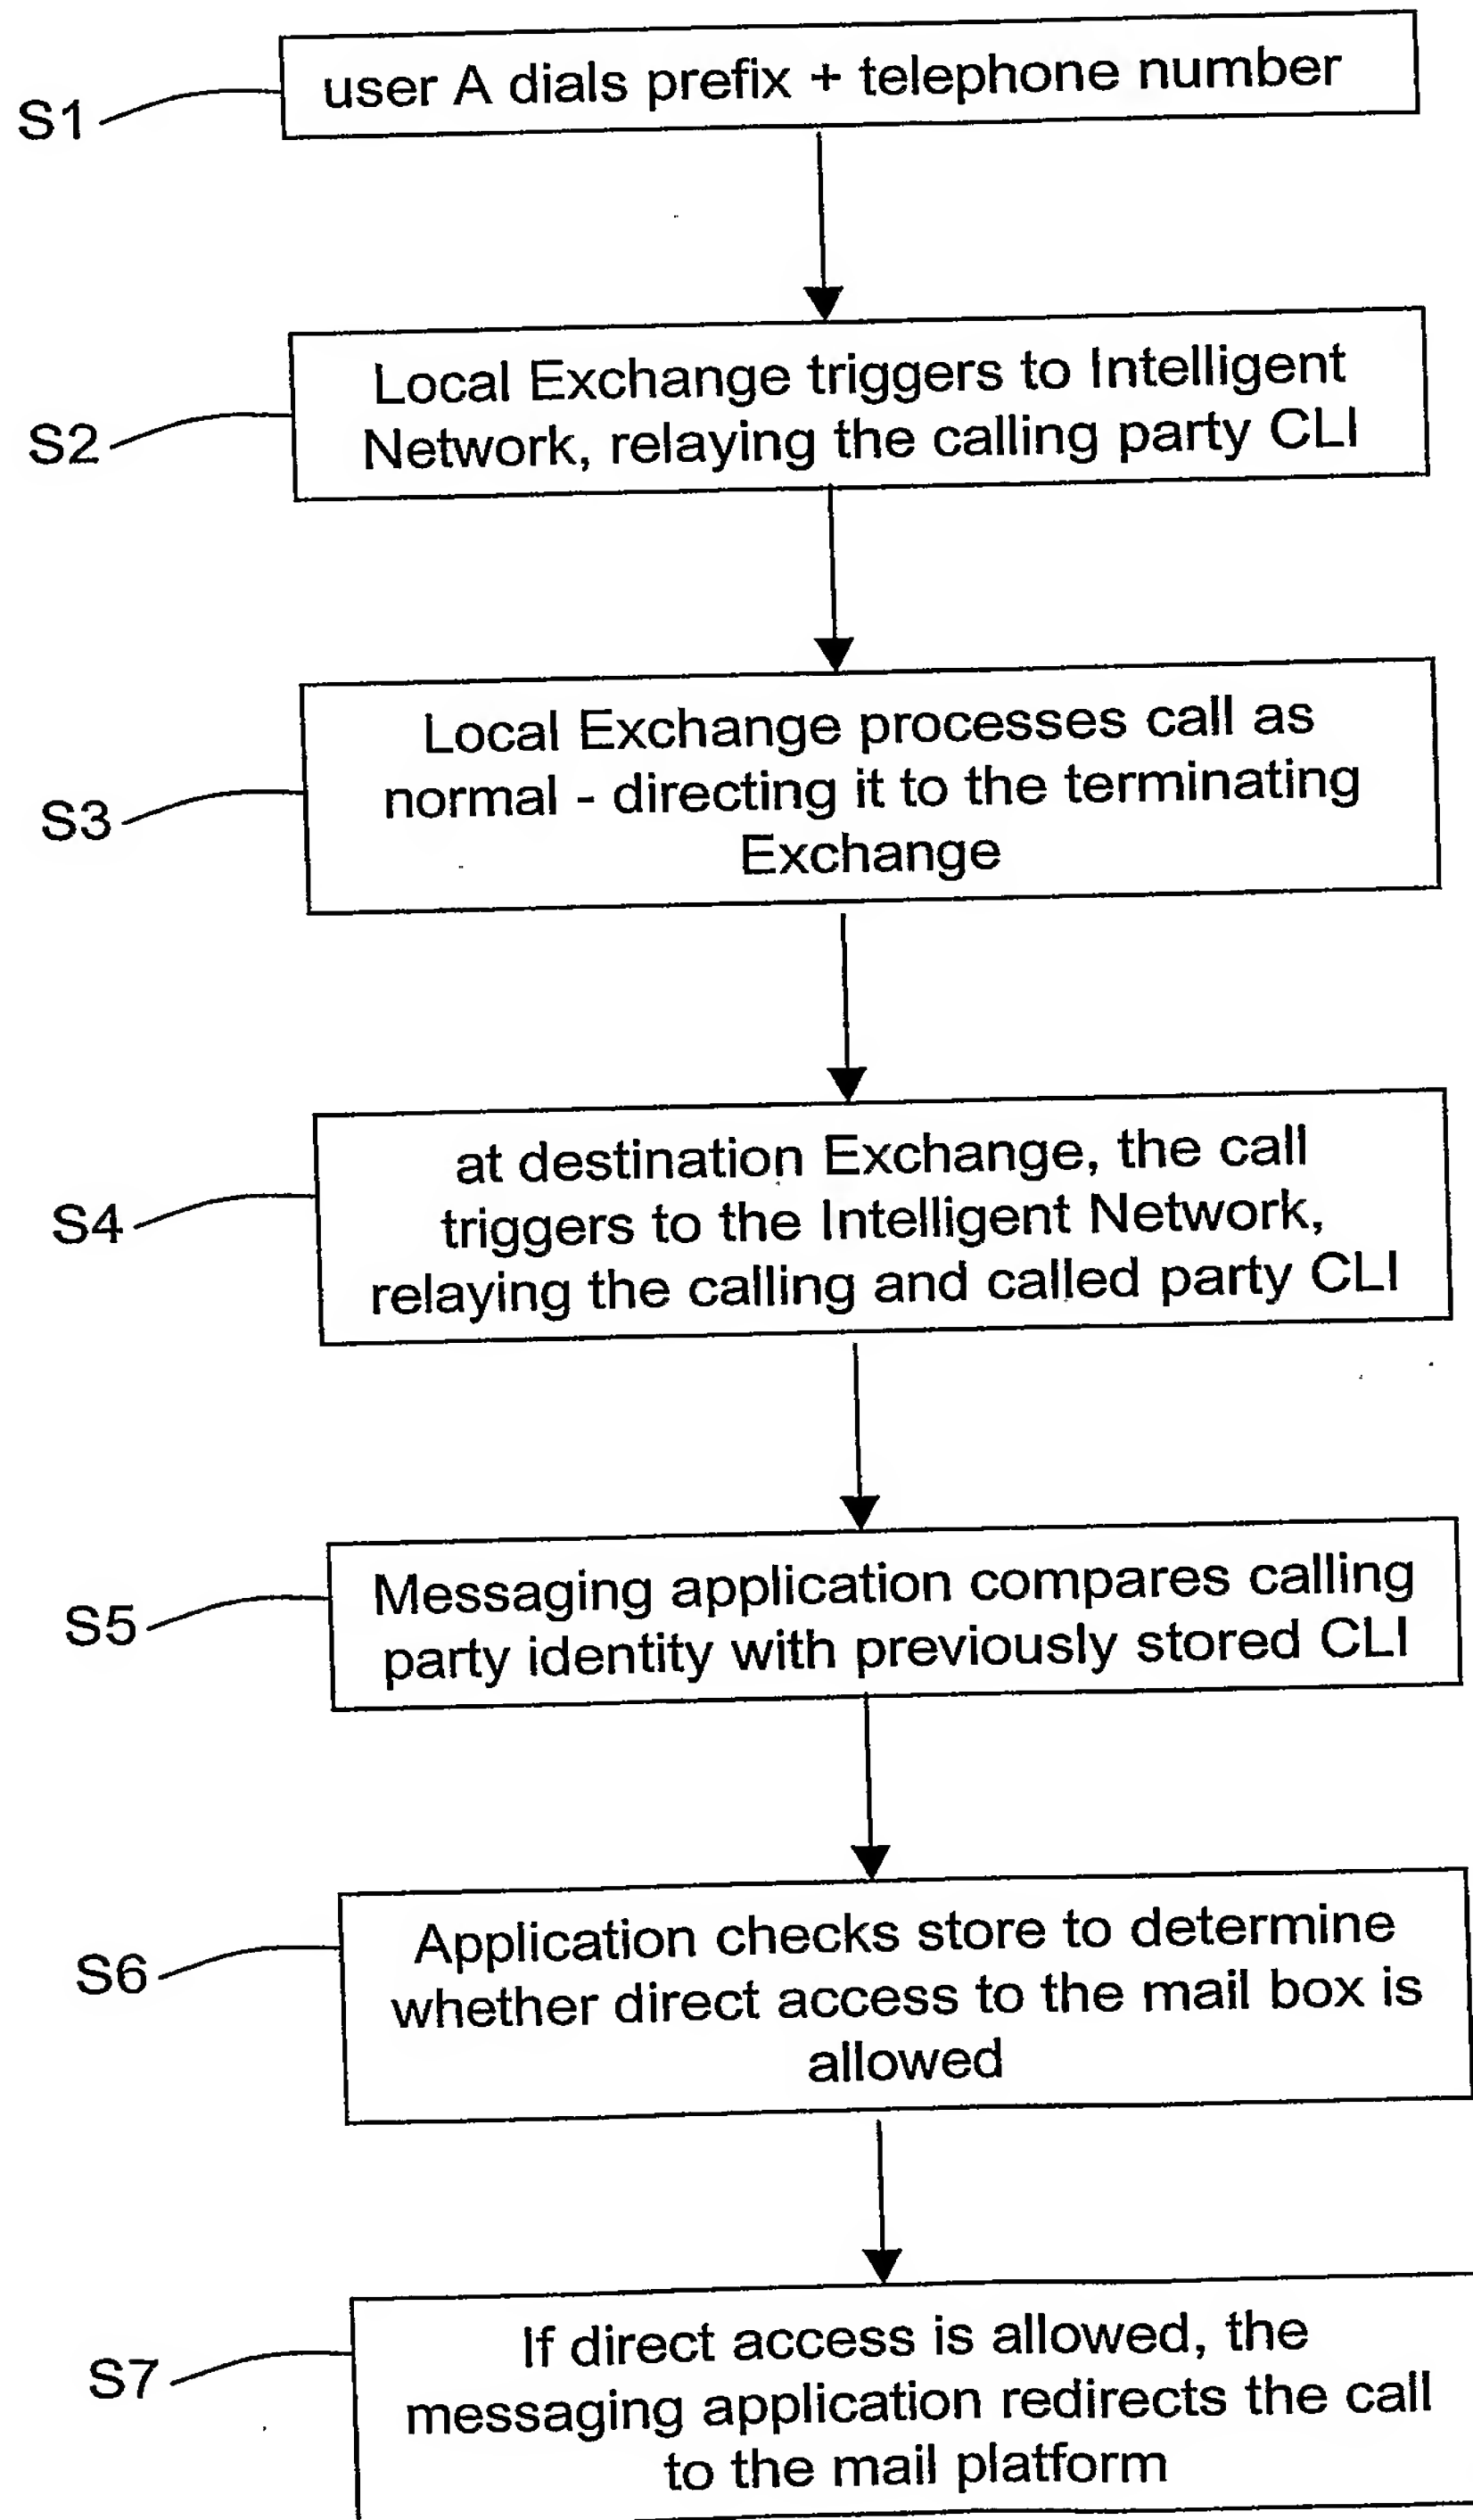 S1
user A dials prefix + telephone number
S2
Local Exchange triggers to Intelligent
Network, relaying the calling party CLI
S3
Local Exchange processes call as
normal - directing it to the terminating
Exchange
S4
at destination Exchange, the call
triggers to the Intelligent Network,
relaying the calling and called party CLI
S5
Messaging application compares calling
party identity with previously stored CLI
S6
Application checks store to determine
whether direct access to the mail box is
allowed
S7
If direct access is allowed, the
messaging application redirects the call
to the mail platform